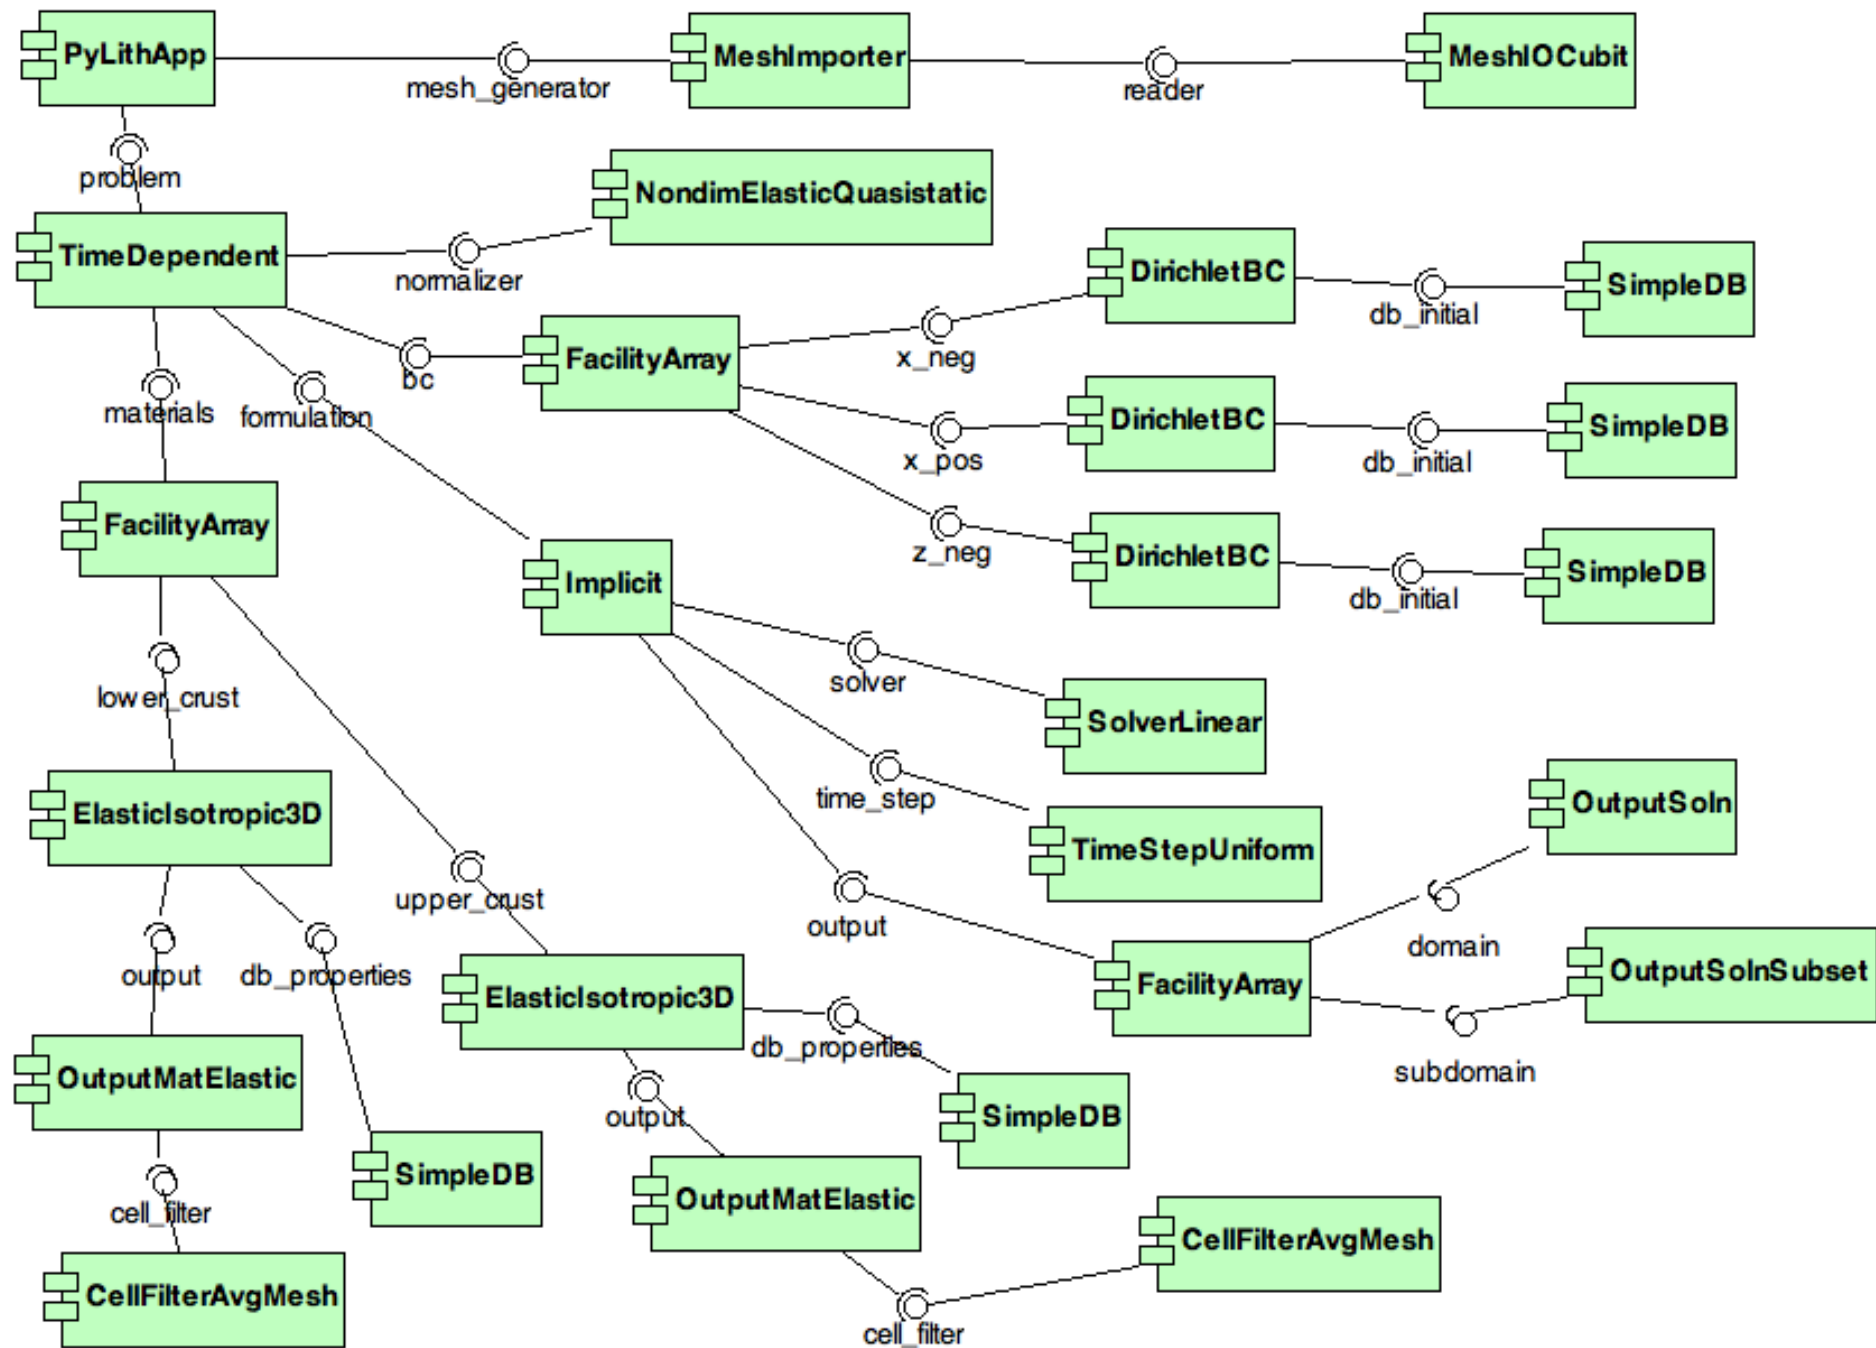 PyLithApp
mesh_generator
MeshImporter
reader
MeshIOCubit
problem
NondimElasticQuasistatic
TimeDependent
normalizer
DirichletBC
db_initial
SimpleDB
bc
FacilityArray
x_neg
materials
formulation
x_pos
DirichletBC
db_initial
SimpleDB
FacilityArray
z_neg
DirichletBC
db_initial
SimpleDB
Implicit
lower_crust
solver
SolverLinear
ElasticIsotropic3D
time_step
TimeStepUniform
OutputSoln
upper_crust
output
domain
output
db_properties
ElasticIsotropic3D
FacilityArray
OutputSolnSubset
db_properties
subdomain
OutputMatElastic
output
SimpleDB
SimpleDB
OutputMatElastic
cell_filter
CellFilterAvgMesh
CellFilterAvgMesh
cell_filter